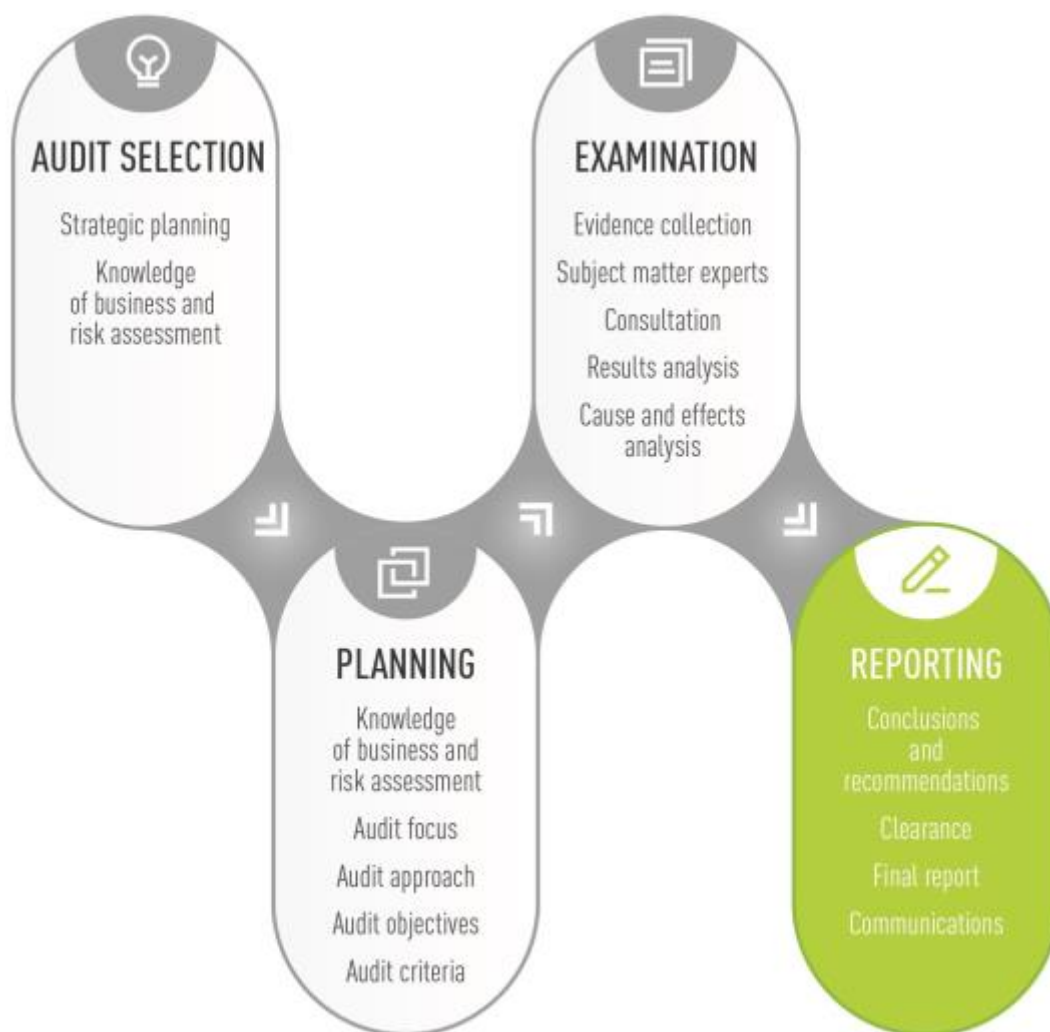 AUDIT SELECTION
Strategic planning
Knowledge
of business and
risk assessment
PLANNING
Knowledge
of business and
risk assessment
Audit focus
Audit approach
Audit objectives
Audit criteria
EXAMINATION
Evidence collection
Subject matter experts
Consultation
Results analysis
Cause and effects
analysis
REPORTING
Conclusions
and
recommendations
Clearance
Final report
Communications